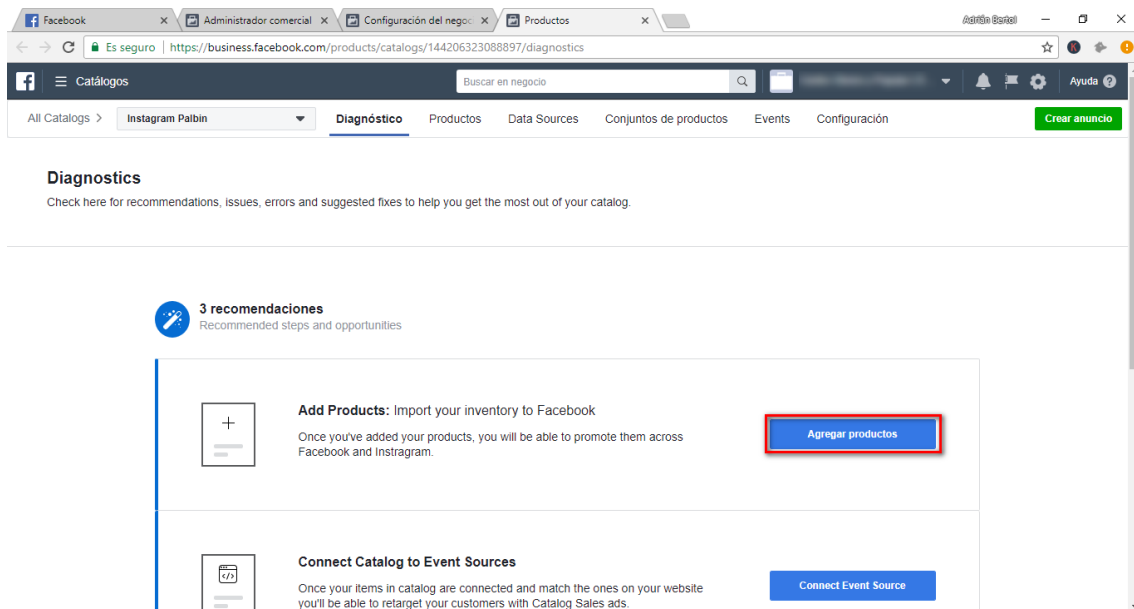 Facebook
Administrador comercial
Configuración del negoc
Productos
Adrián Bertol
Es seguro
https://business.facebook.com/products/catalogs/144206323088897/diagnostics
Catálogos
Buscar en negocio
Ayuda
All Catalogs >
Instagram Palbin
Diagnóstico
Productos
Data Sources
Conjuntos de productos
Events
Configuración
Crear anuncio
Diagnostics
Check here for recommendations, issues, errors and suggested fixes to help you get the most out of your catalog.
3 recomendaciones
Recommended steps and opportunities
Add Products: Import your inventory to Facebook
Once you've added your products, you will be able to promote them across
Facebook and Instragram.
Agregar productos
Connect Catalog to Event Sources
Once your items in catalog are connected and match the ones on your website
you'll be able to retarget your customers with Catalog Sales ads.
Connect Event Source